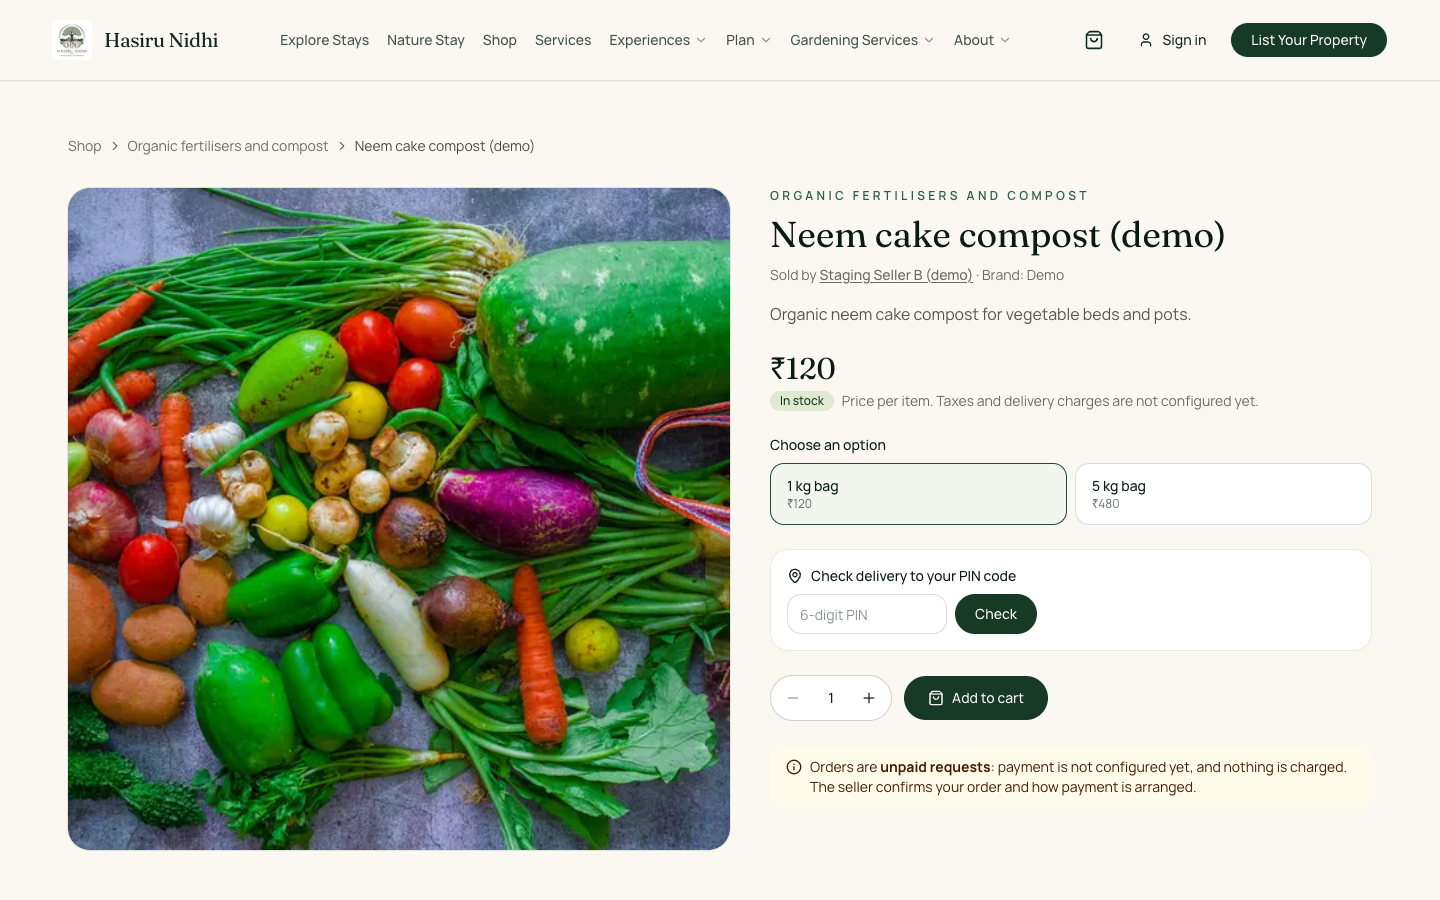 Hasiru Nidhi
Explore Stays
Nature Stay
Shop
Services
Experiences
Plan
Gardening Services
About
Sign in
List Your Property
Shop > Organic fertilisers and compost > Neem cake compost (demo)
ORGANIC FERTILISERS AND COMPOST
Neem cake compost (demo)
Sold by Staging Seller B (demo) · Brand: Demo
Organic neem cake compost for vegetable beds and pots.
₹120
In stock Price per item. Taxes and delivery charges are not configured yet.
Choose an option
1 kg bag
₹120
5 kg bag
₹480
Check delivery to your PIN code
6-digit PIN
Check
1
Add to cart
Orders are unpaid requests: payment is not configured yet, and nothing is charged.
The seller confirms your order and how payment is arranged.